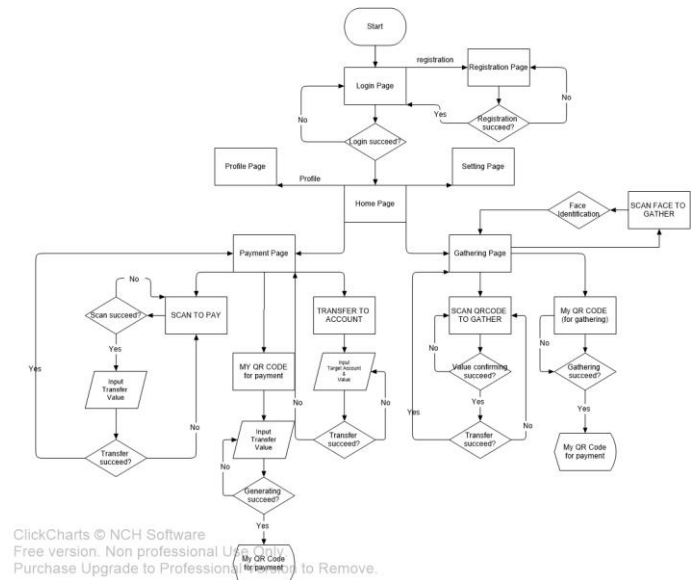 Start
registration
Login Page
Registration Page
No
Yes
Registration
succeed?
No
Login succeed?
Profile Page
Setting Page
Profile
Home Page
Face
Identification
SCAN FACE TO
GATHER
Payment Page
Gathering Page
No
Scan succeed?
SCAN TO PAY
TRANSFER TO
ACCOUNT
SCAN QRCODE
TO GATHER
My QR CODE
(for gathering)
Yes
Yes
MY QR CODE
for payment
Input
Target Account
&
Value
No
Value confirming
succeed?
No
Gathering
succeed?
Input
Transfer
Value
No
No
No
Yes
Yes
Yes
No
Input
Transfer
Value
Transfer
succeed?
Transfer
succeed?
My QR Code
for payment
Transfer
succeed?
No
Generating
succeed?
Yes
My QR Code
for payment
ClickCharts © NCH Software
Free version. Non professional Use Only.
Purchase Upgrade to Professional Version to Remove.